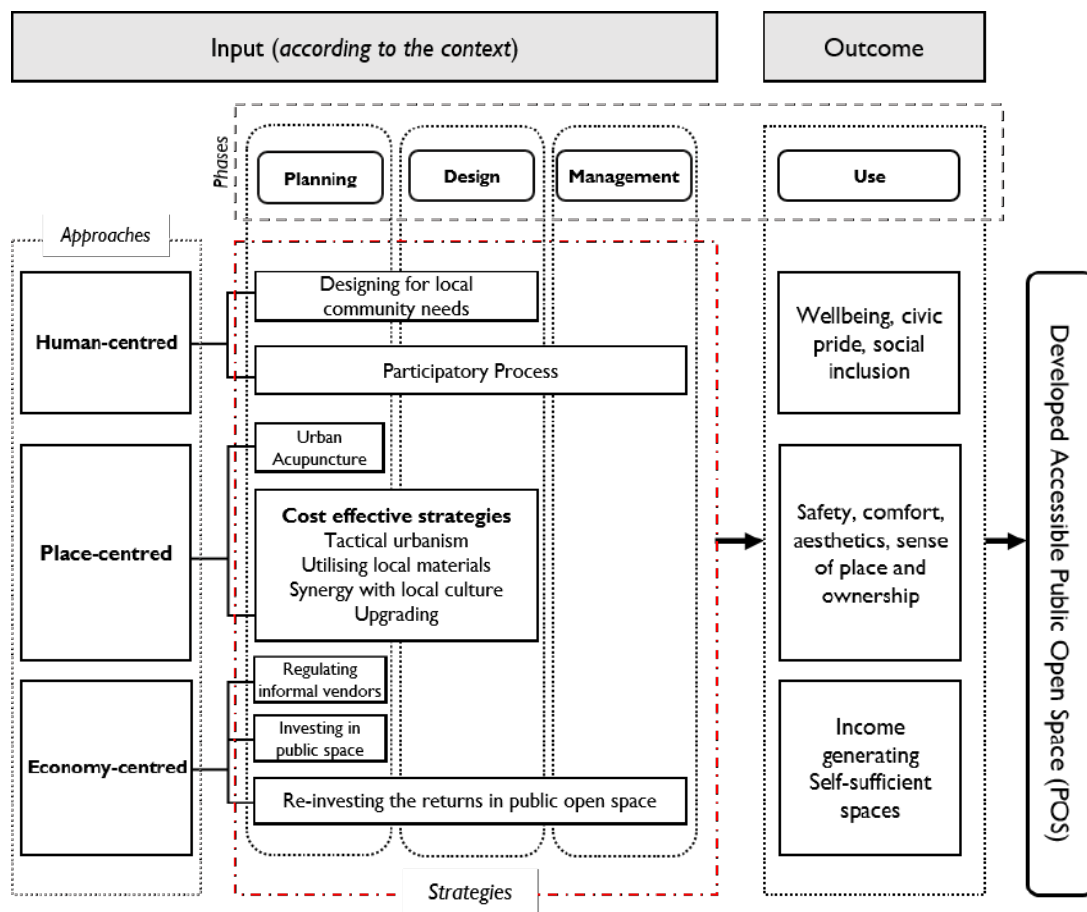 Input (according to the context)
Outcome
Phases
Planning
Design
Management
Use
Approaches
Human-centred
Designing for local
community needs
Participatory Process
Wellbeing, civic
pride, social
inclusion
Place-centred
Urban
Acupuncture
Cost effective strategies
Tactical urbanism
Utilising local materials
Synergy with local culture
Upgrading
Safety, comfort,
aesthetics, sense
of place and
ownership
Economy-centred
Regulating
informal vendors
Investing in
public space
Re-investing the returns in public open space
Income
generating
Self-sufficient
spaces
Strategies
Developed Accessible Public Open Space (POS)